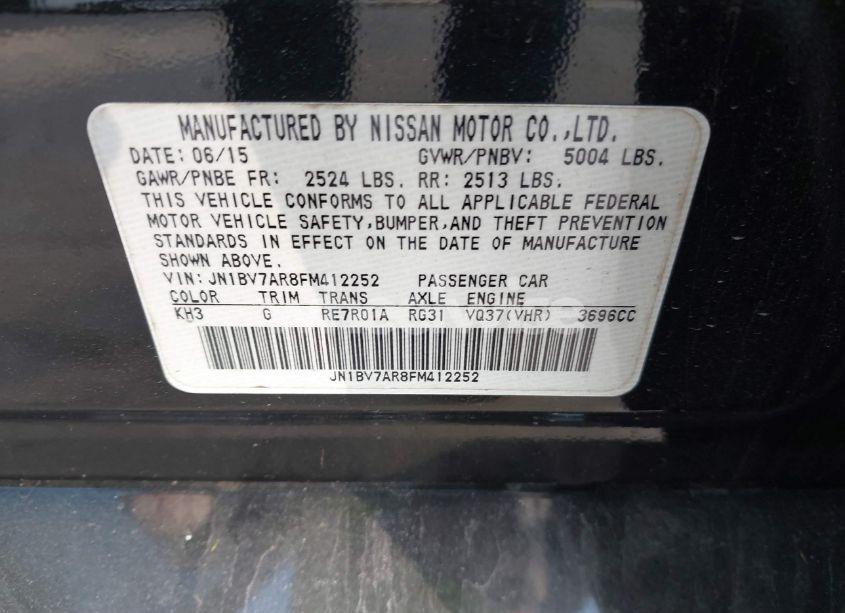 MANUFACTURED BY NISSAN MOTOR CO.,LTD.
DATE: 06/15 GVWR/PNBV: 5004 LBS.
GAWR/PNBE FR: 2524 LBS. RR: 2513 LBS.
THIS VEHICLE CONFORMS TO ALL APPLICABLE FEDERAL
MOTOR VEHICLE SAFETY,BUMPER,AND THEFT PREVENTION
STANDARDS IN EFFECT ON THE DATE OF MANUFACTURE
SHOWN ABOVE.
VIN:JN1BV7AR8FM412252 PASSENGER CAR
COLOR TRIM TRANS AXLE ENGINE
KH3 G RE7R01A RG31 VQ37(VHR) 3696CC
JN1BV7AR8FM412252